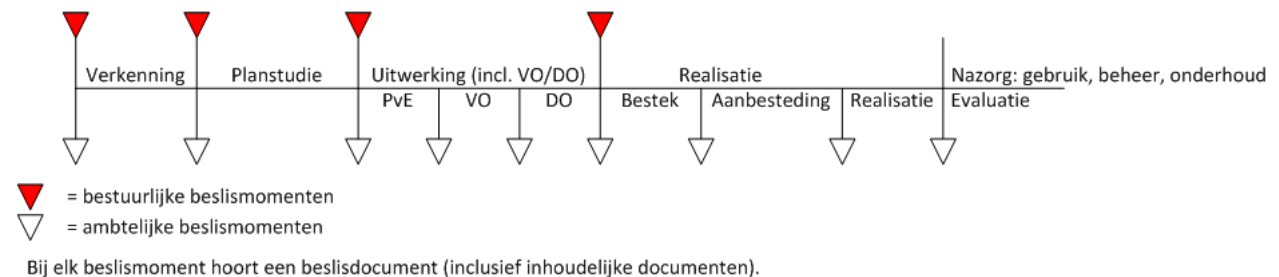 Verkenning Planstudie Uitwerking (incl. VO/DO) Realisatie Nazorg: gebruik, beheer, onderhoud
PvE VO DO Bestek Aanbesteding Realisatie Evaluatie
= bestuurlijke beslismomenten
= ambtelijke beslismomenten
Bij elk beslismoment hoort een beslisdocument (inclusief inhoudelijke documenten).